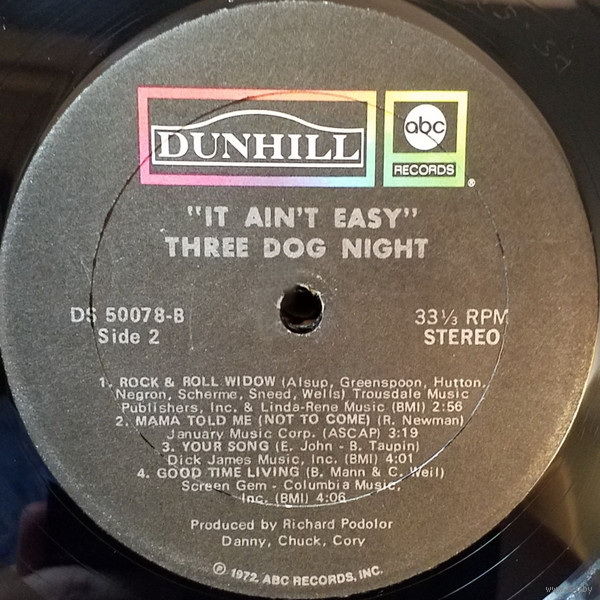 DUNHILL
abc
RECORDS
®
"IT AIN'T EASY"
THREE DOG NIGHT
DS 50078-B
Side 2
33⅓ RPM
STEREO
1. ROCK & ROLL WIDOW (Alsup, Greenspoon, Hutton,
Negron, Scherme, Sneed, Wells) Trousdale Music
Publishers, Inc. & Linda-Rene Music (BMI) 2:56
2. MAMA TOLD ME (NOT TO COME) (R. Newman)
January Music Corp. (ASCAP) 3:19
3. YOUR SONG (E. John - B. Taupin)
Dick James Music, Inc. (BMI) 4:01
4. GOOD TIME LIVING (B. Mann & C. Weil)
Screen Gem - Columbia Music,
Inc. (BMI) 4:06
Produced by Richard Podolor
Danny, Chuck, Cory
℗ 1972, ABC RECORDS, INC.